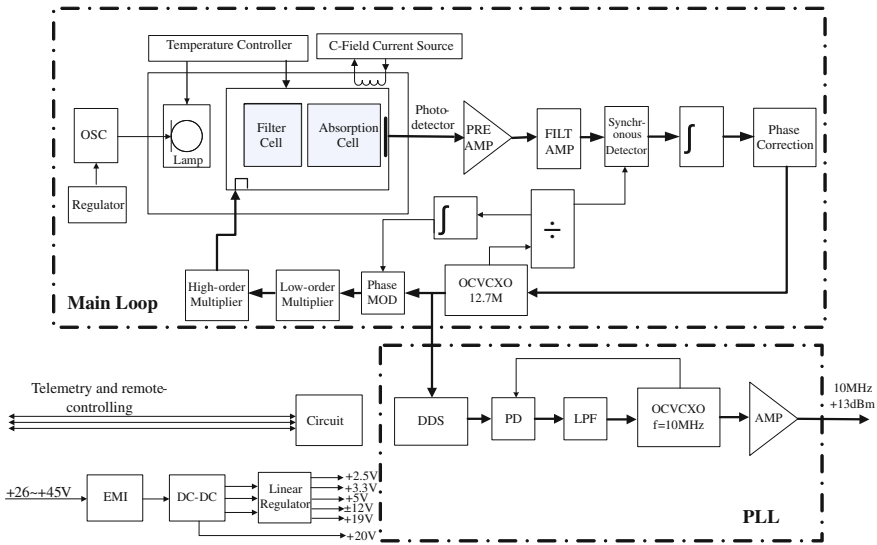 Temperature Controller
C-Field Current Source
OSC
Lamp
Filter
Cell
Absorption
Cell
Photo-
detector
PRE
AMP
FILT
AMP
Synchr-
onous
Detector
∫
Phase
Correction
Regulator
∫
÷
High-order
Multiplier
Low-order
Multiplier
Phase
MOD
OCVCXO
12.7M
Main Loop
Telemetry and remote-
controlling
Circuit
DDS
PD
LPF
OCVCXO
f=10MHz
AMP
10MHz
+13dBm
+26~+45V
EMI
DC-DC
Linear
Regulator
+2.5V
+3.3V
+5V
±12V
+19V
+20V
PLL